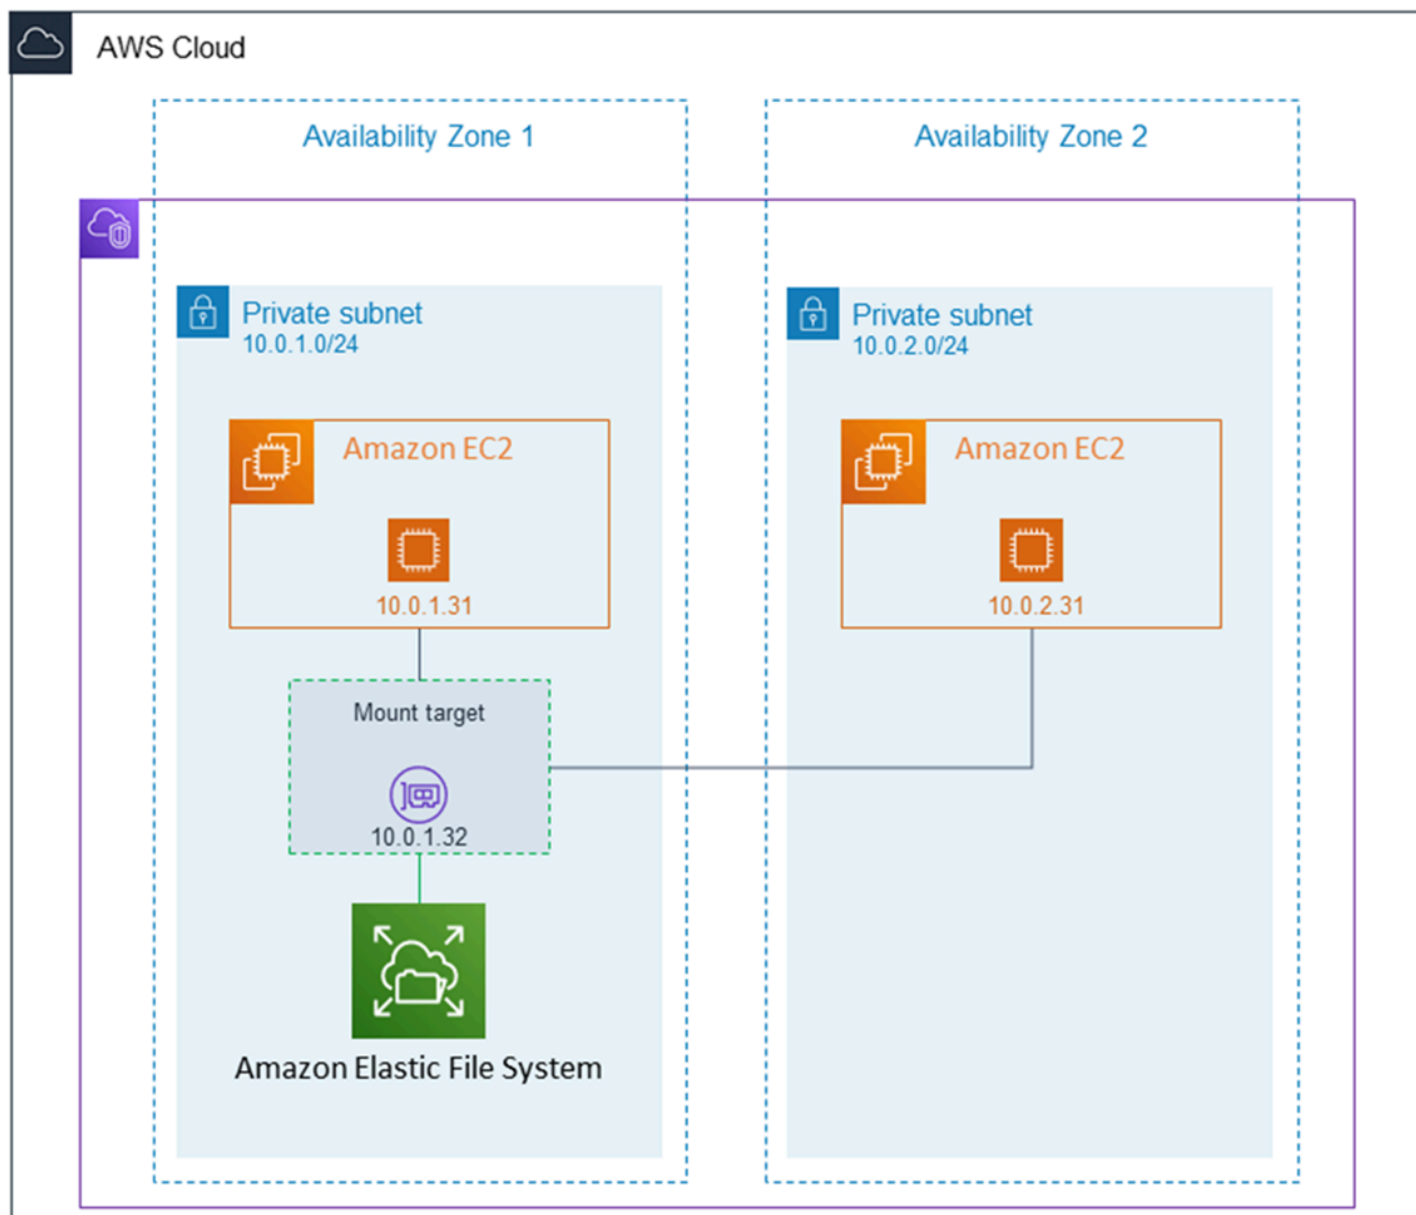 AWS Cloud
Availability Zone 1
Availability Zone 2
Private subnet
10.0.1.0/24
Private subnet
10.0.2.0/24
Amazon EC2
10.0.1.31
Amazon EC2
10.0.2.31
Mount target
10.0.1.32
Amazon Elastic File System